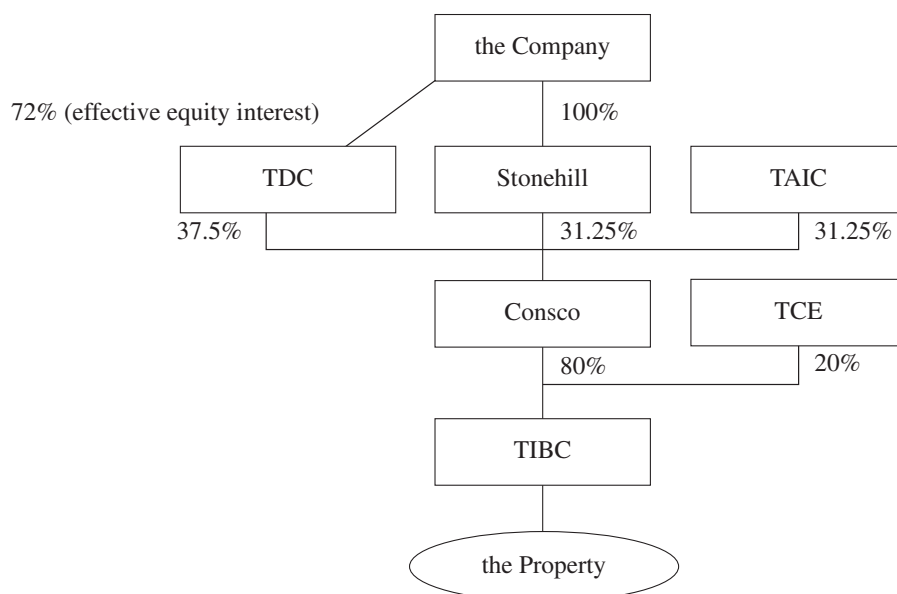 the Company
72% (effective equity interest)
100%
TDC
Stonehill
TAIC
37.5%
31.25%
31.25%
Consco
TCE
80%
20%
TIBC
the Property